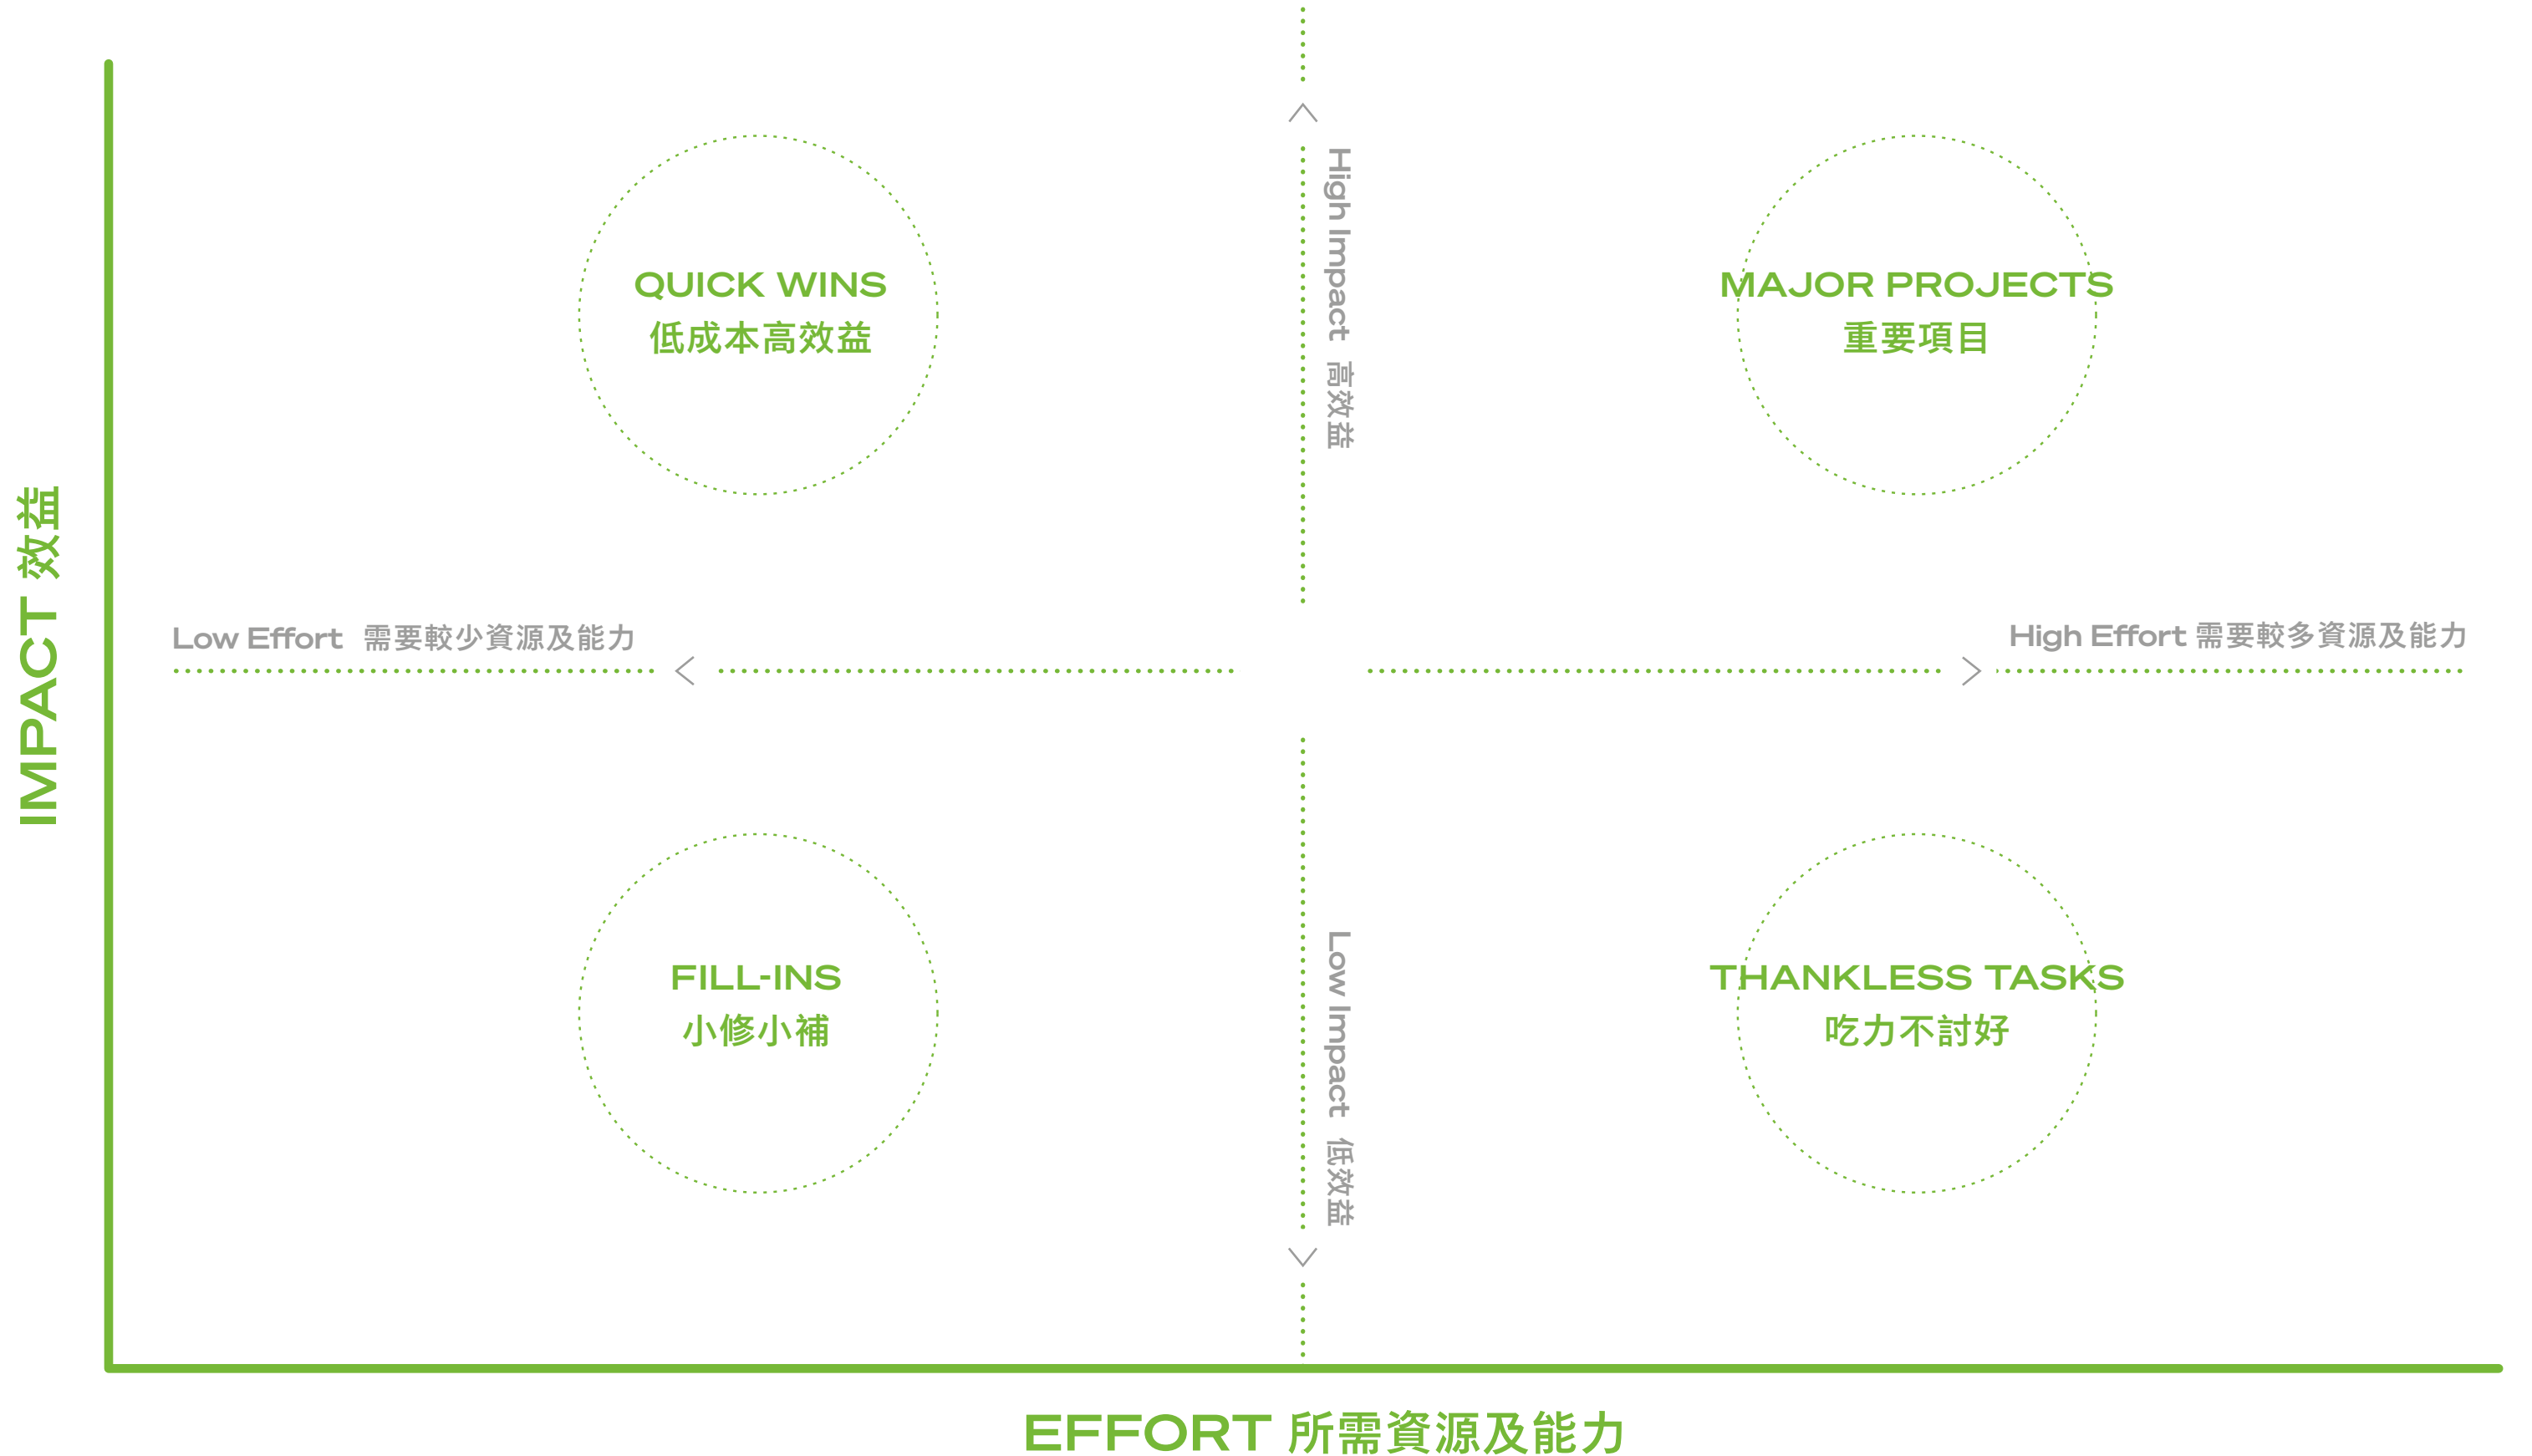 QUICK WINS
低成本高效益
High Impact 高效益
MAJOR PROJECTS
重要項目
IMPACT 效益
Low Effort 需要較少資源及能力
High Effort 需要較多資源及能力
FILL-INS
小修小補
Low Impact 低效益
THANKLESS TASKS
吃力不討好
EFFORT 所需資源及能力